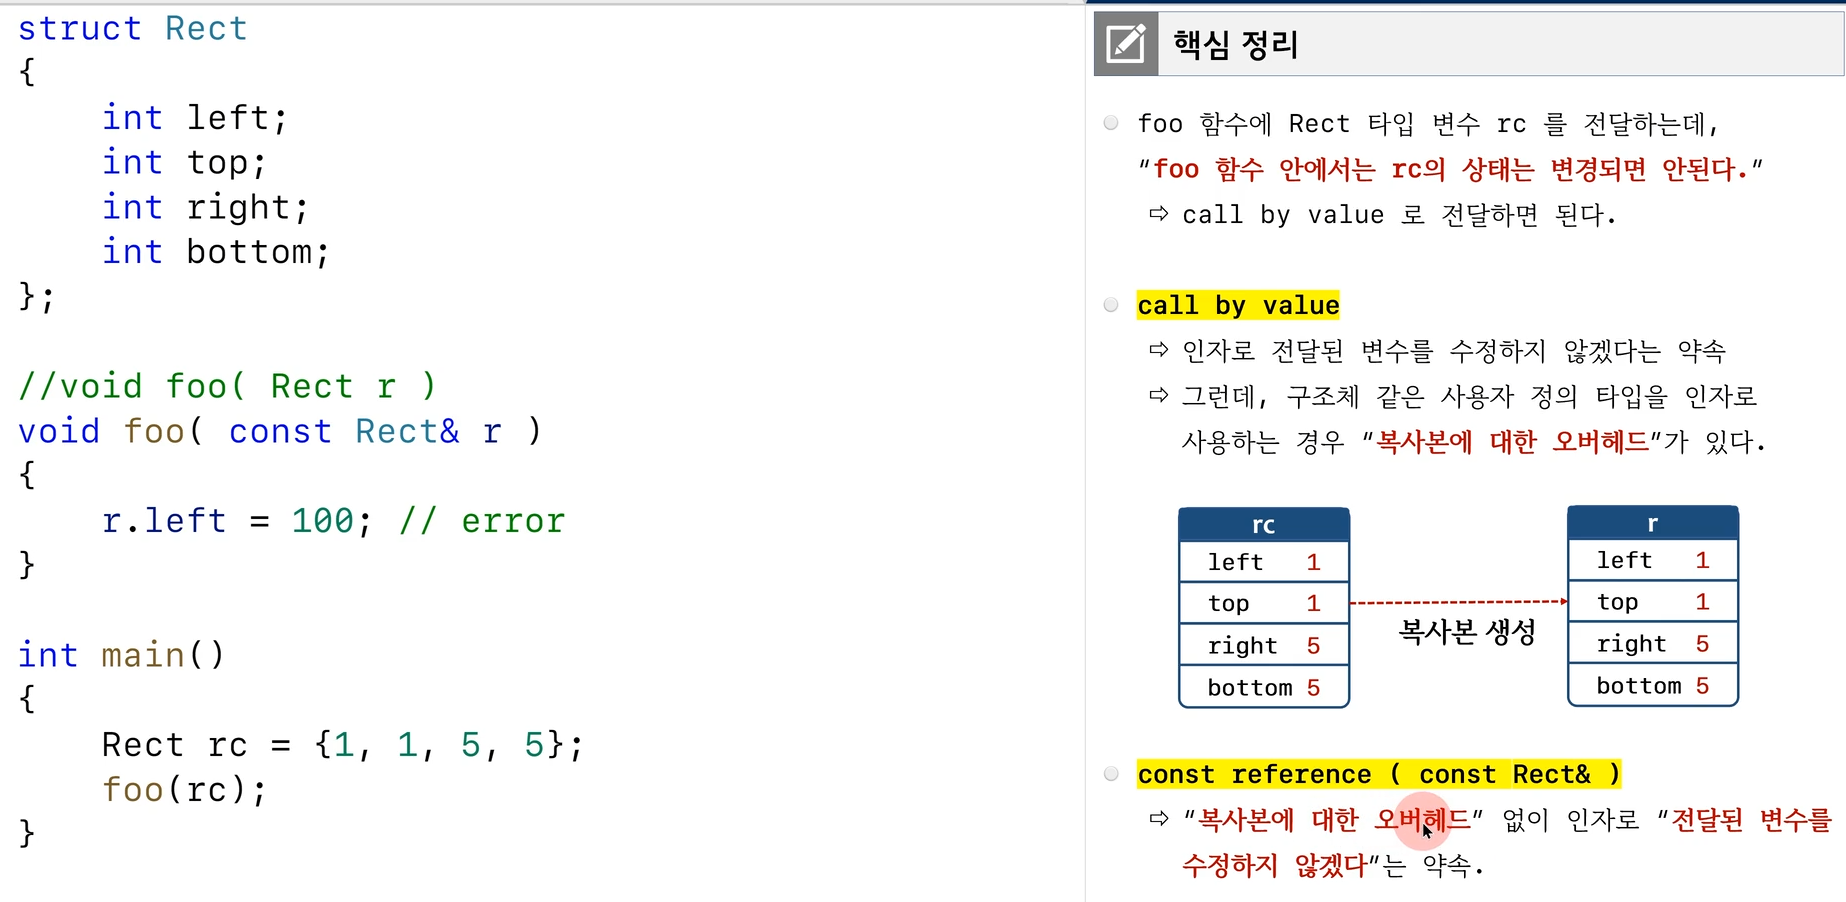 struct Rect
{
    int left;
    int top;
    int right;
    int bottom;
};
//void foo( Rect r )
void foo( const Rect& r )
{
    r.left = 100; // error
}
int main()
{
    Rect rc = {1, 1, 5, 5};
    foo(rc);
}
핵심 정리
foo 함수에 Rect 타입 변수 rc 를 전달하는데,
"foo 함수 안에서는 rc의 상태는 변경되면 안된다."
⇨ call by value 로 전달하면 된다.
call by value
⇨ 인자로 전달된 변수를 수정하지 않겠다는 약속
⇨ 그런데, 구조체 같은 사용자 정의 타입을 인자로
사용하는 경우 "복사본에 대한 오버헤드"가 있다.
rc
left 1
top 1
right 5
bottom 5
복사본 생성
r
left 1
top 1
right 5
bottom 5
const reference ( const Rect& )
⇨ "복사본에 대한 오버헤드" 없이 인자로 "전달된 변수를
수정하지 않겠다"는 약속.